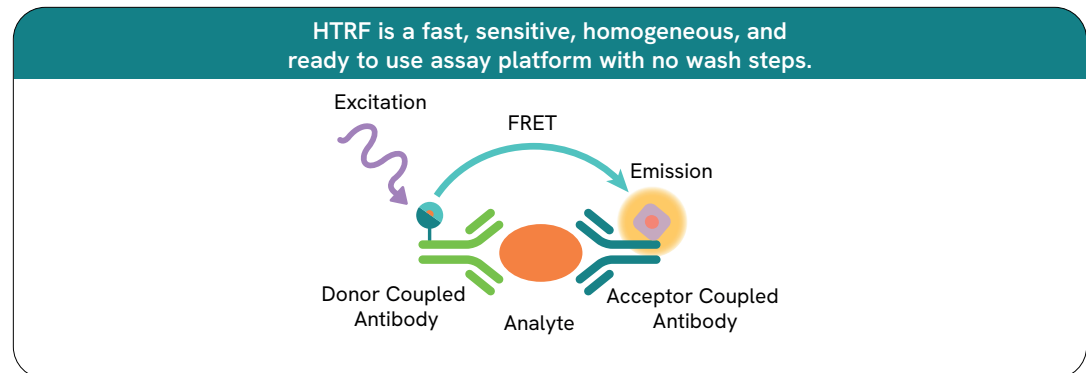 HTRF is a fast, sensitive, homogeneous, and
ready to use assay platform with no wash steps.
Excitation
FRET
Emission
Donor Coupled
Antibody
Analyte
Acceptor Coupled
Antibody